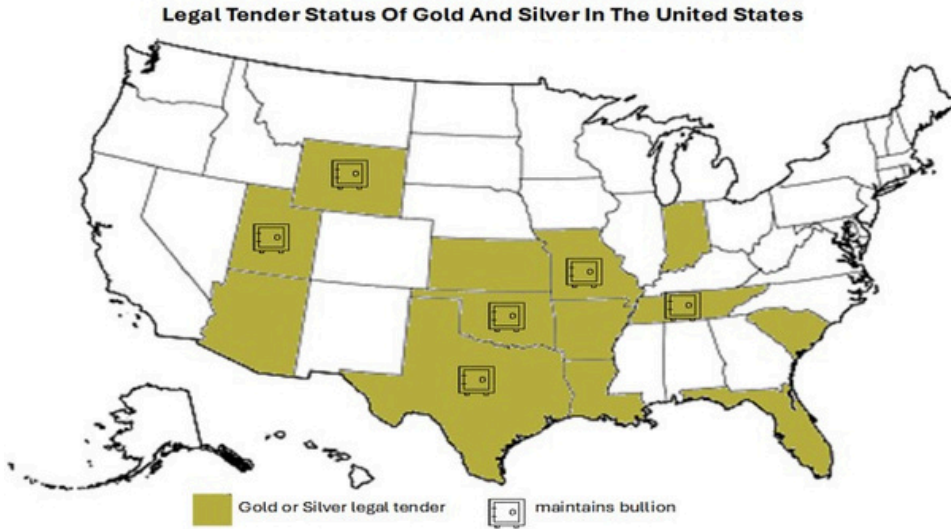 Legal Tender Status Of Gold And Silver In The United States
Gold or Silver legal tender
maintains bullion